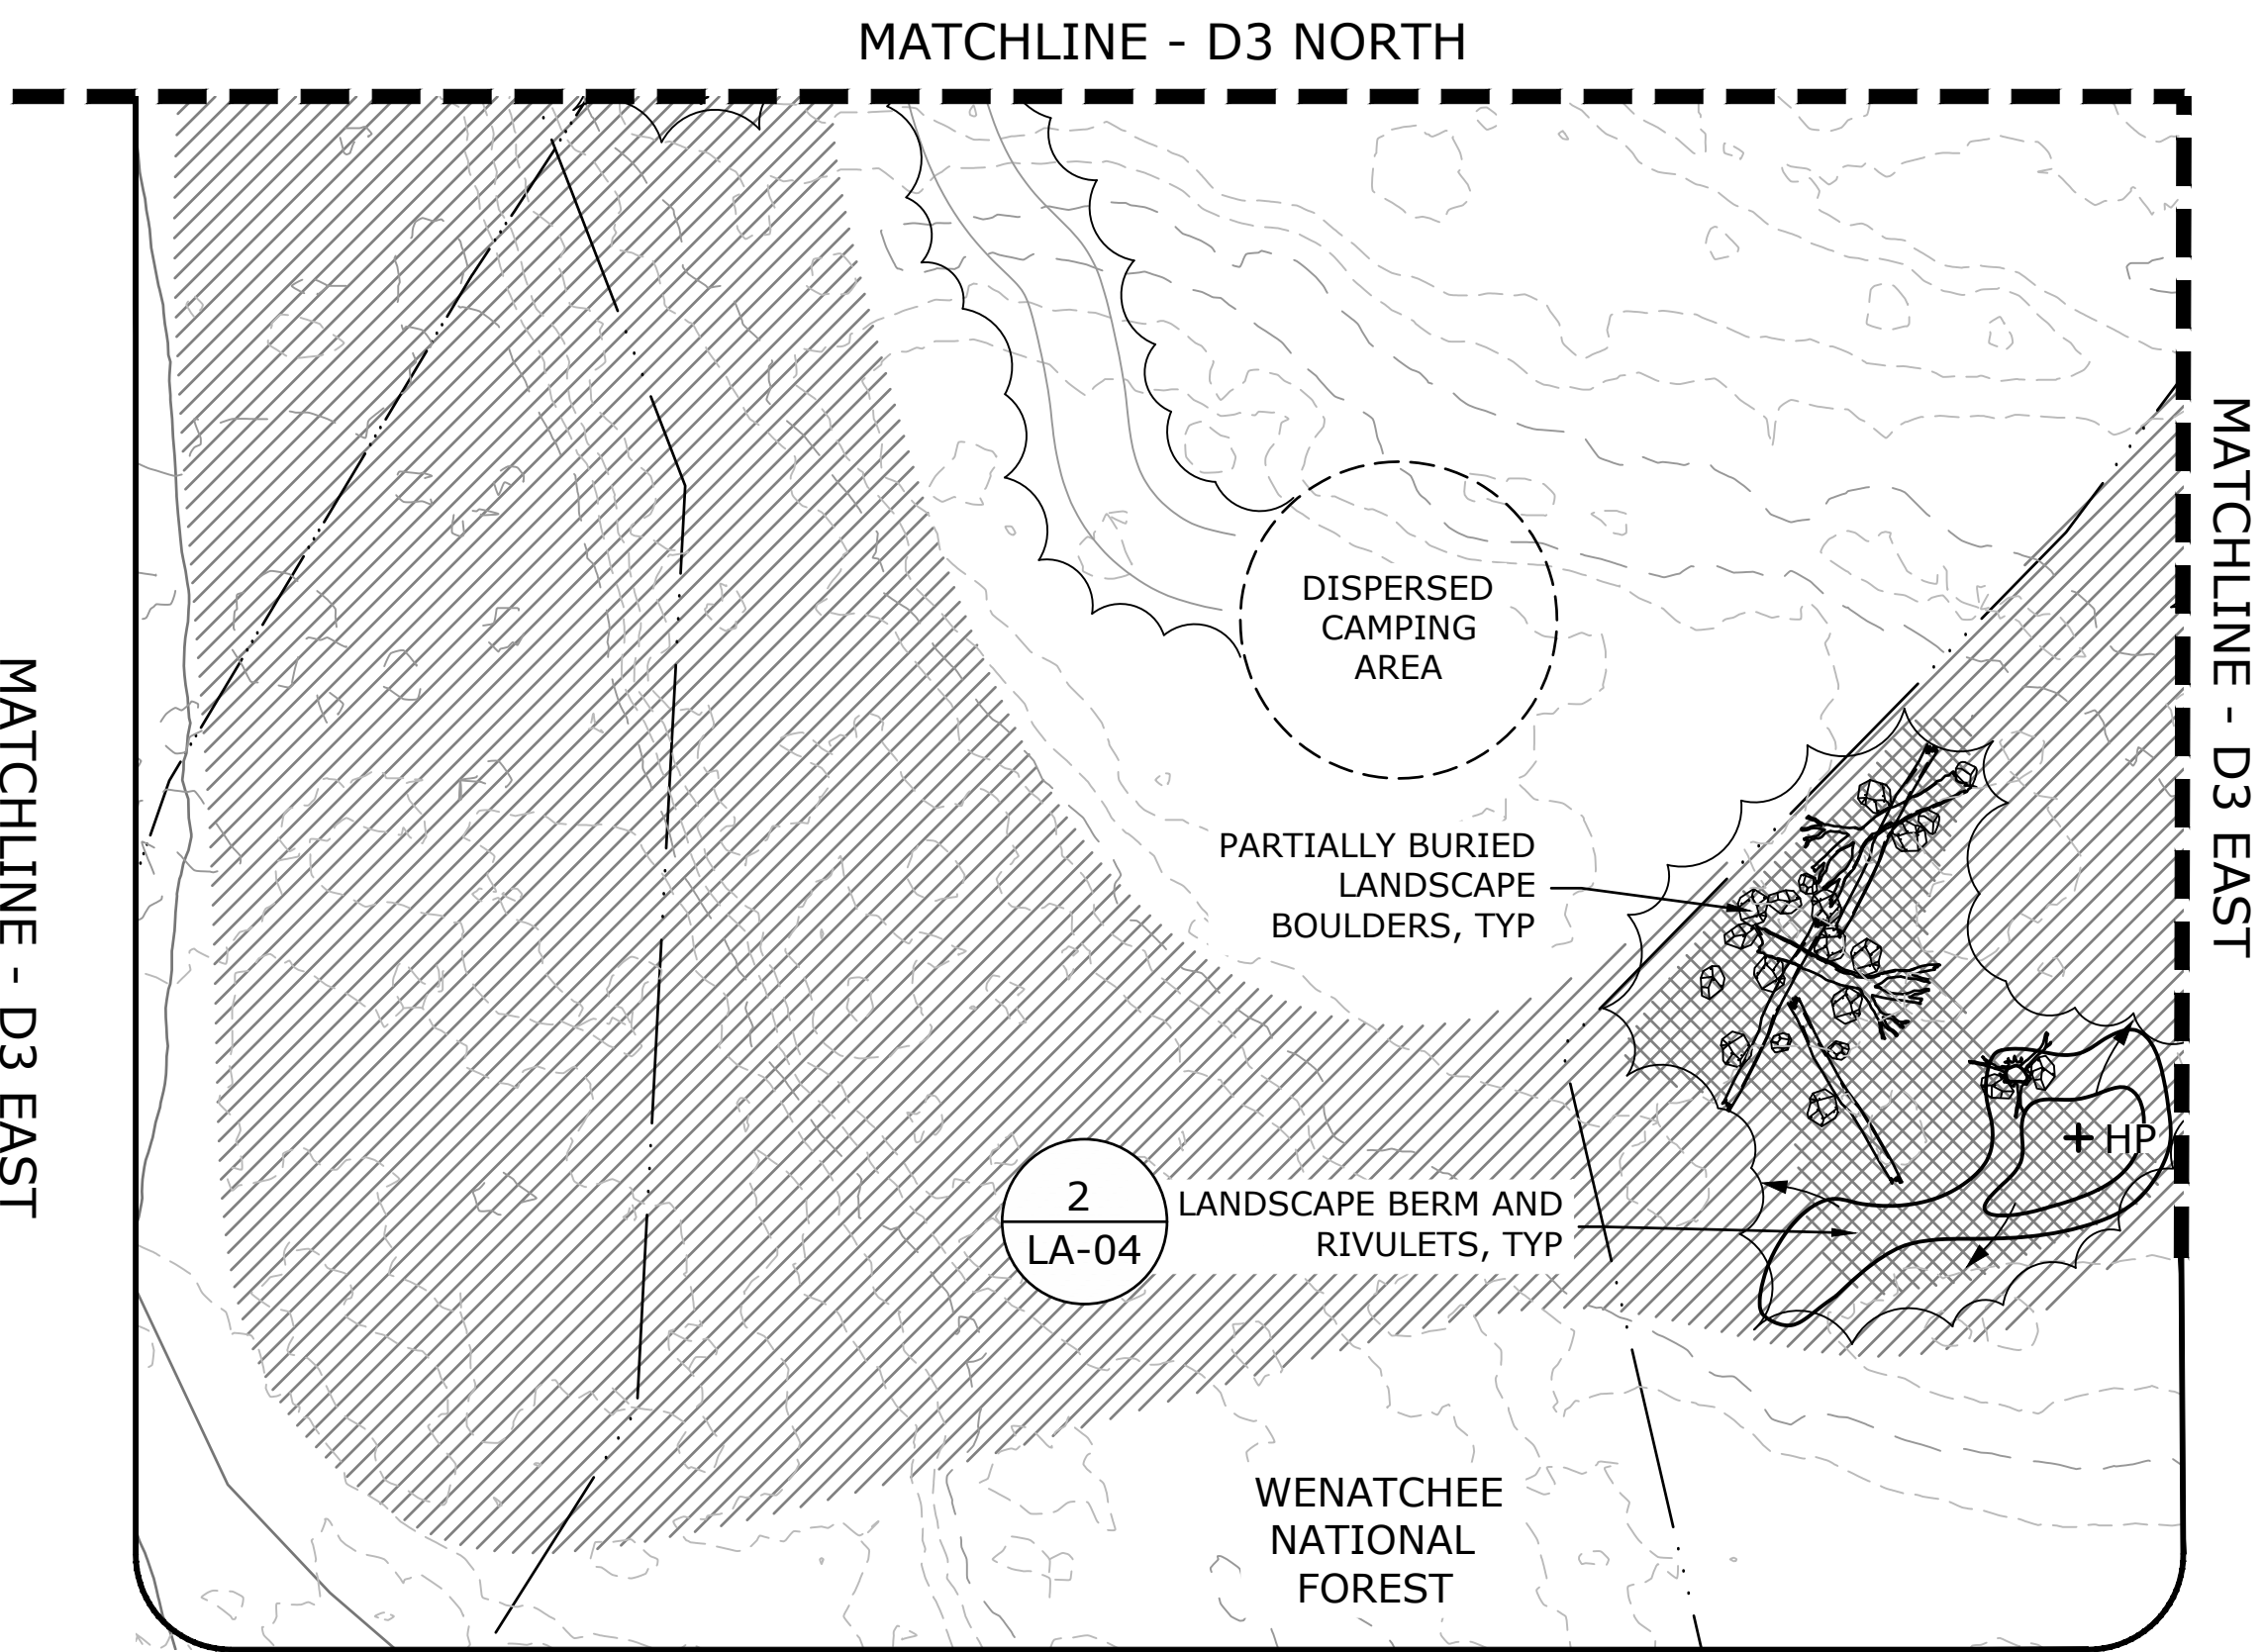 MATCHLINE - D3 NORTH
MATCHLINE - D3 EAST
MATCHLINE - D3 EAST
DISPERSED
CAMPING
AREA
PARTIALLY BURIED
LANDSCAPE
BOULDERS, TYP
HP
2
LA-04
LANDSCAPE BERM AND
RIVULETS, TYP
WENATCHEE
NATIONAL
FOREST